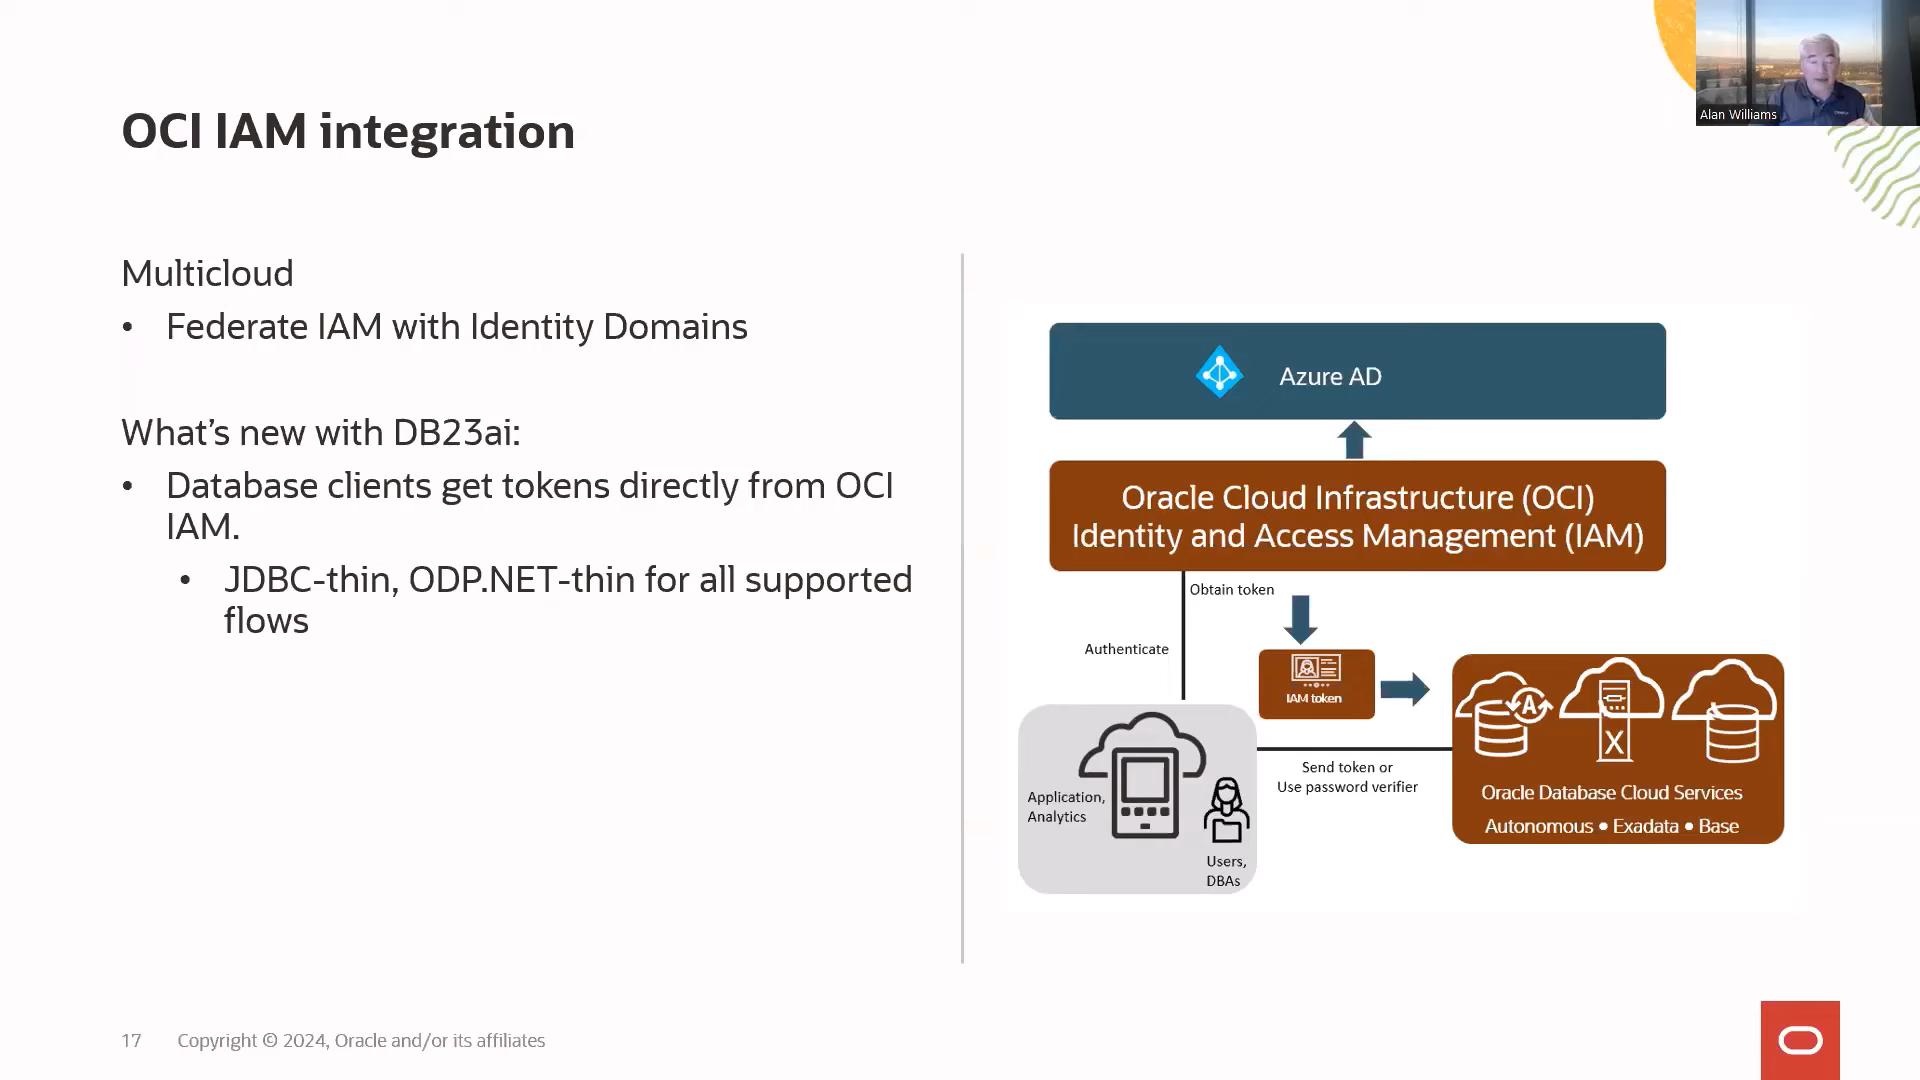 Alan Williams
OCI IAM integration
Multicloud
• Federate IAM with Identity Domains
What's new with DB23ai:
• Database clients get tokens directly from OCI
IAM.
• JDBC-thin, ODP.NET-thin for all supported
flows
Azure AD
Oracle Cloud Infrastructure (OCI)
Identity and Access Management (IAM)
Obtain token
Authenticate
IAM token
Send token or
Use password verifier
Application,
Analytics
Users,
DBAs
A
X
Oracle Database Cloud Services
Autonomous • Exadata • Base
17 Copyright © 2024, Oracle and/or its affiliates